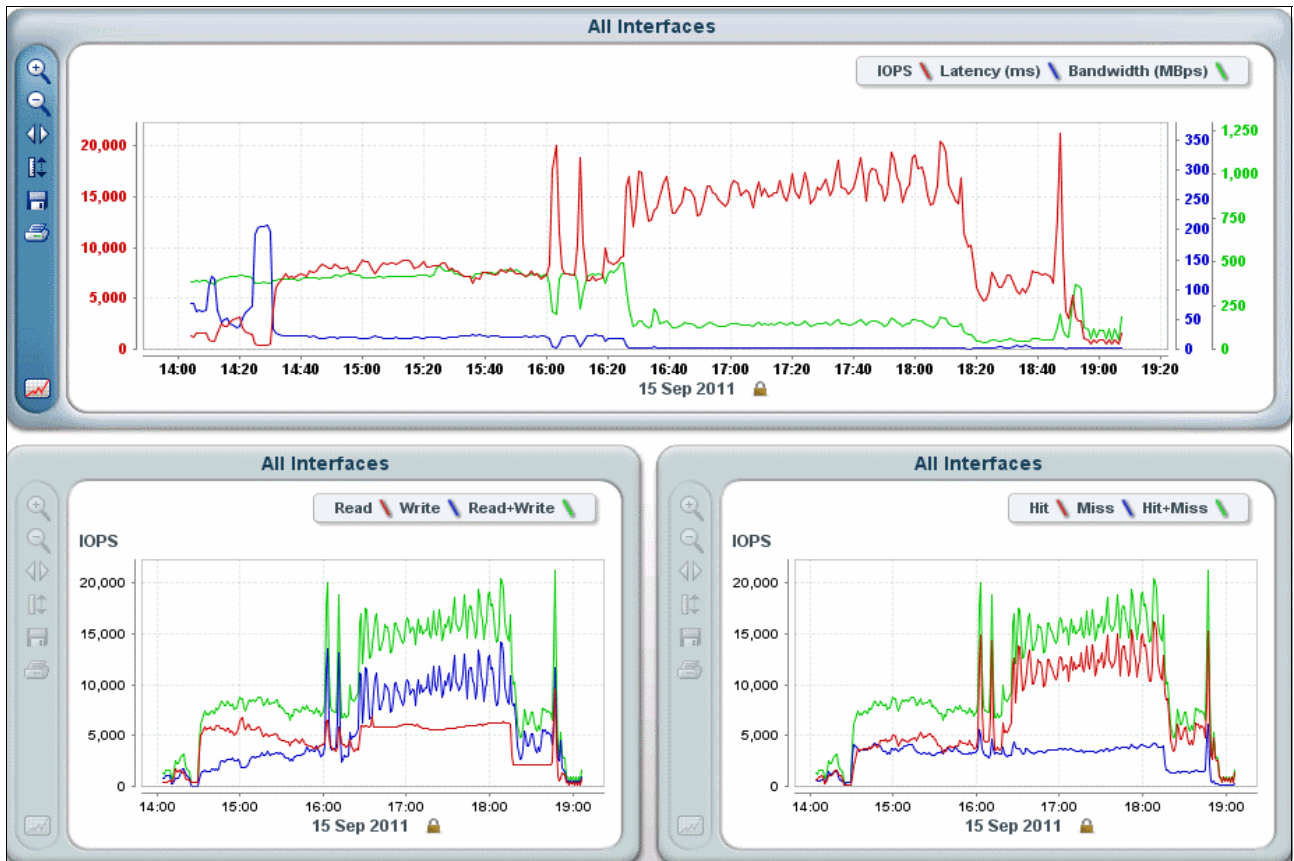 All Interfaces
IOPS Latency (ms) Bandwidth (MBps)
20,000
15,000
10,000
5,000
0
350
300
250
200
150
100
50
0
1,250
1,000
750
500
250
0
14:00 14:20 14:40 15:00 15:20 15:40 16:00 16:20 16:40 17:00 17:20 17:40 18:00 18:20 18:40 19:00 19:20
15 Sep 2011
All Interfaces
Read Write Read+Write
IOPS
20,000
15,000
10,000
5,000
0
14:00 15:00 16:00 17:00 18:00 19:00
15 Sep 2011
All Interfaces
Hit Miss Hit+Miss
IOPS
20,000
15,000
10,000
5,000
0
14:00 15:00 16:00 17:00 18:00 19:00
15 Sep 2011